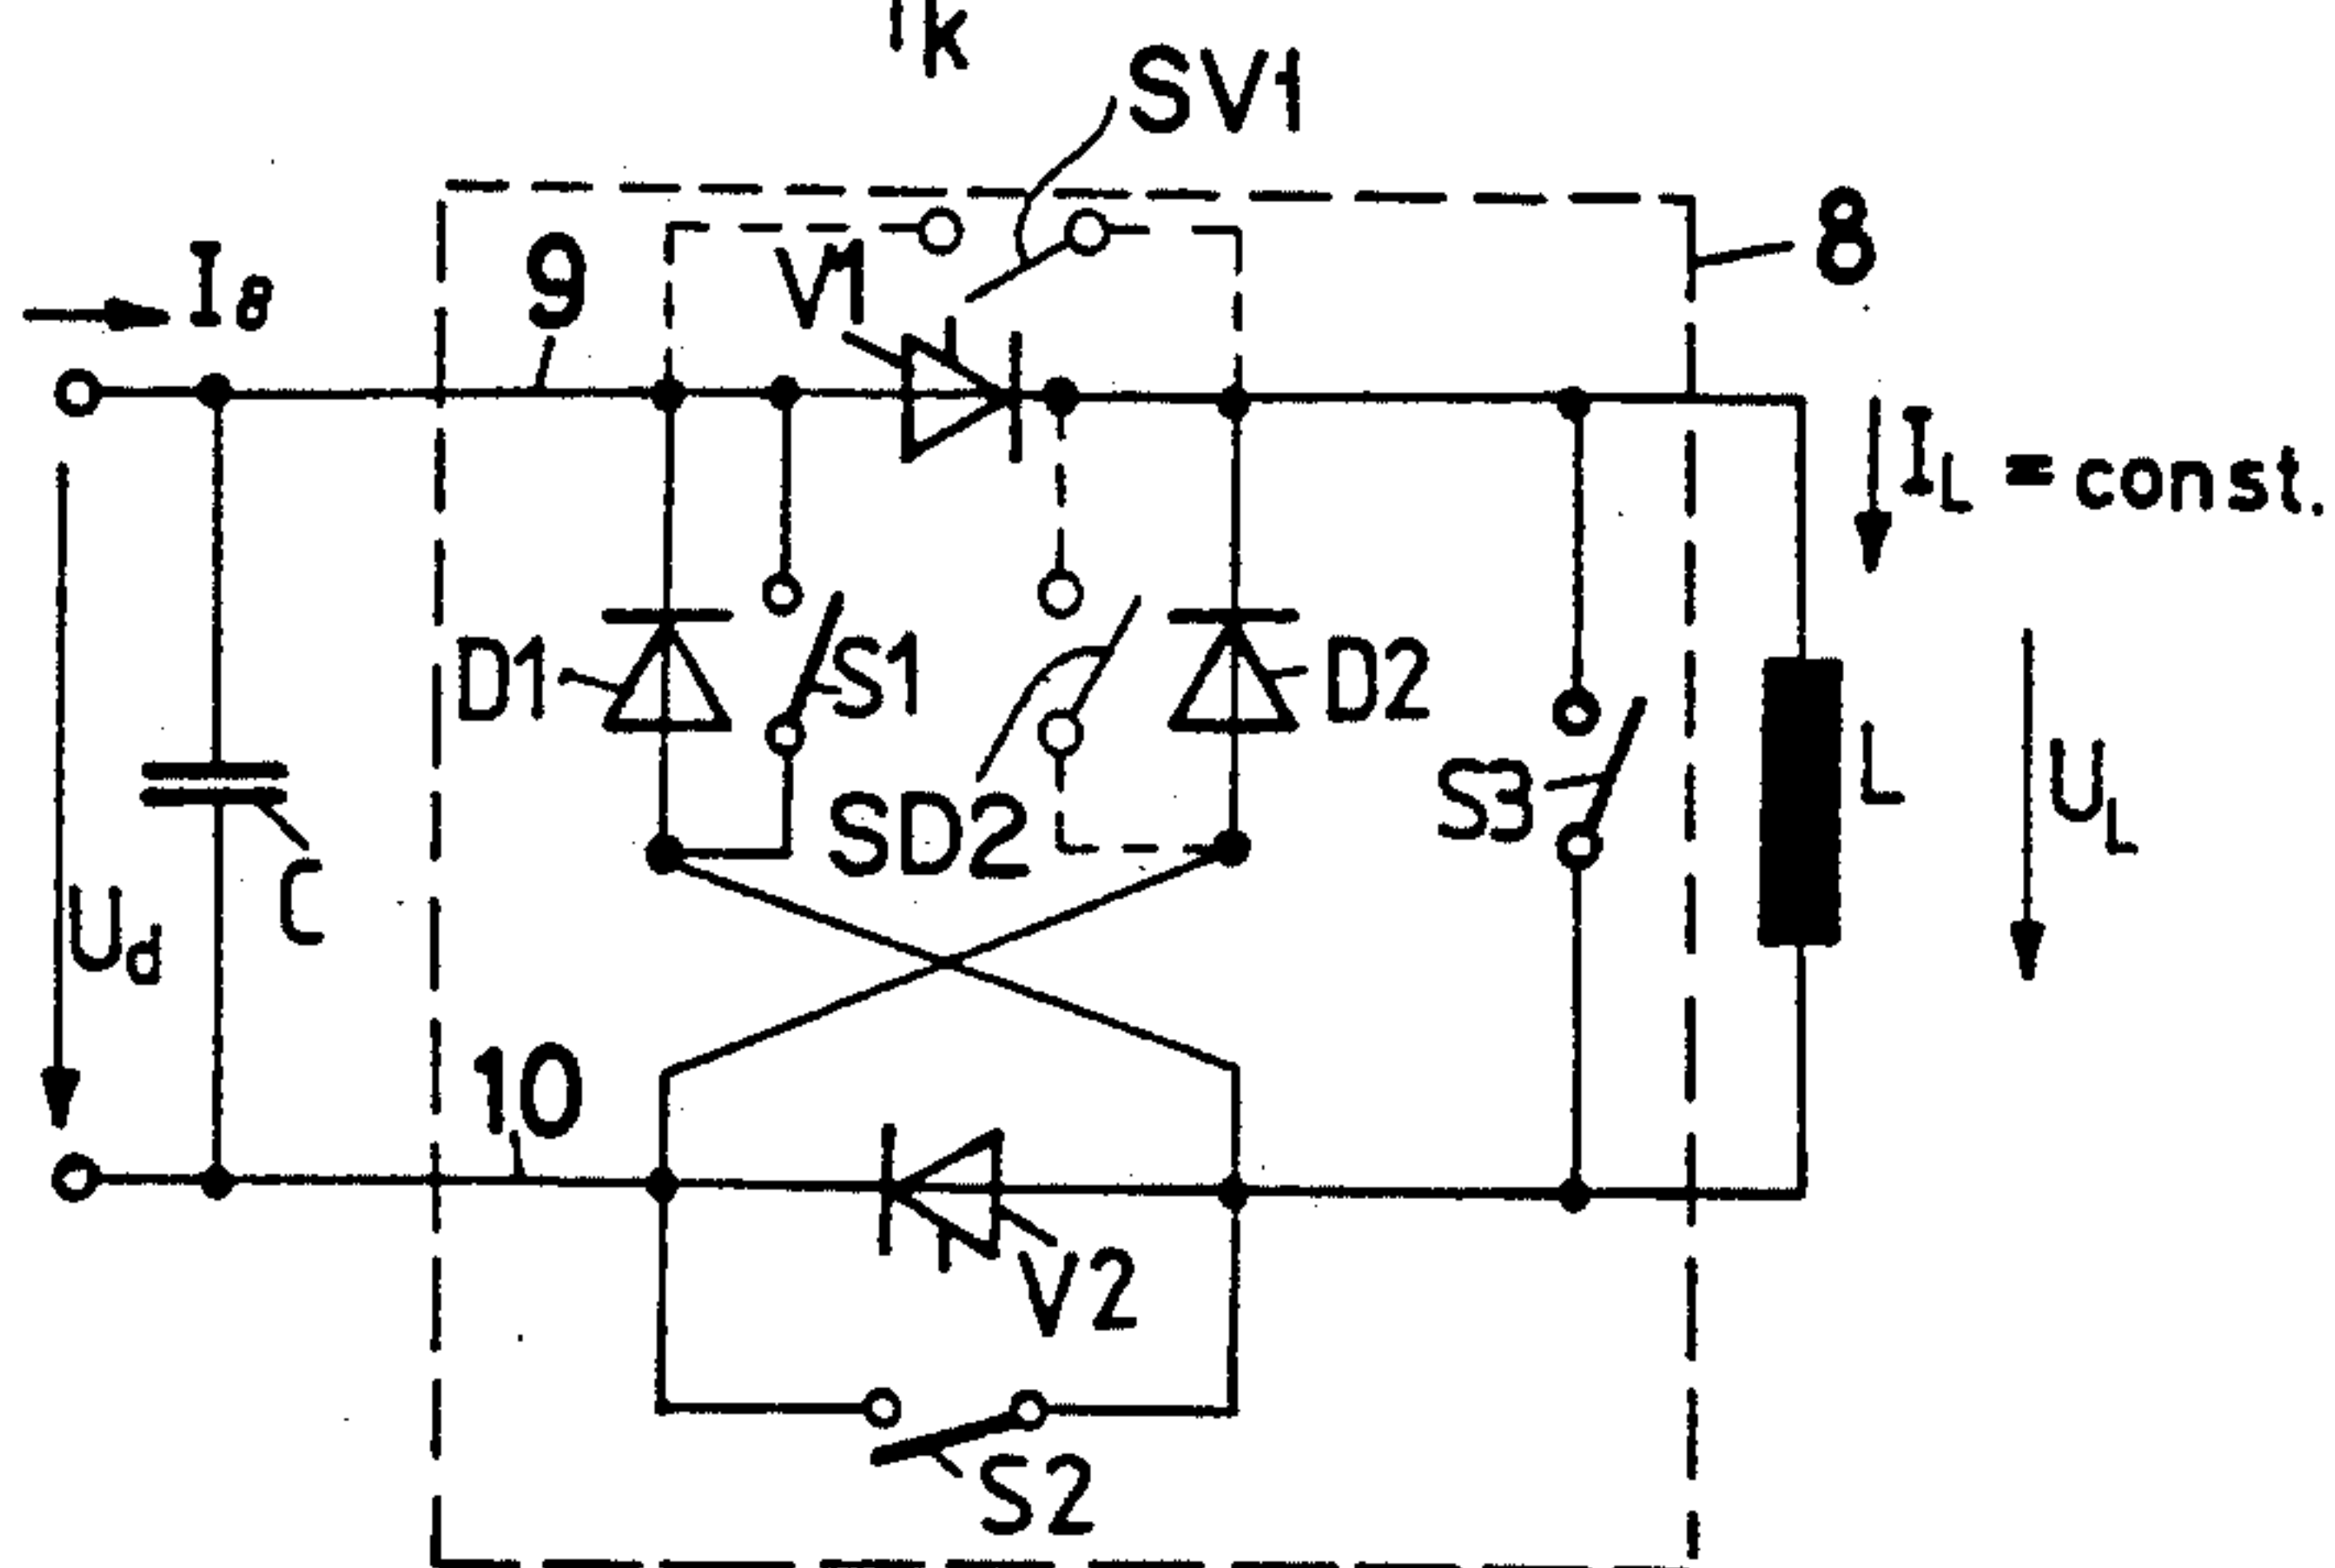 Ik
SV1
I8
9
V1
8
IL = const.
D1
S1
D2
SD2
S3
L
UL
C
Ud
10
V2
S2